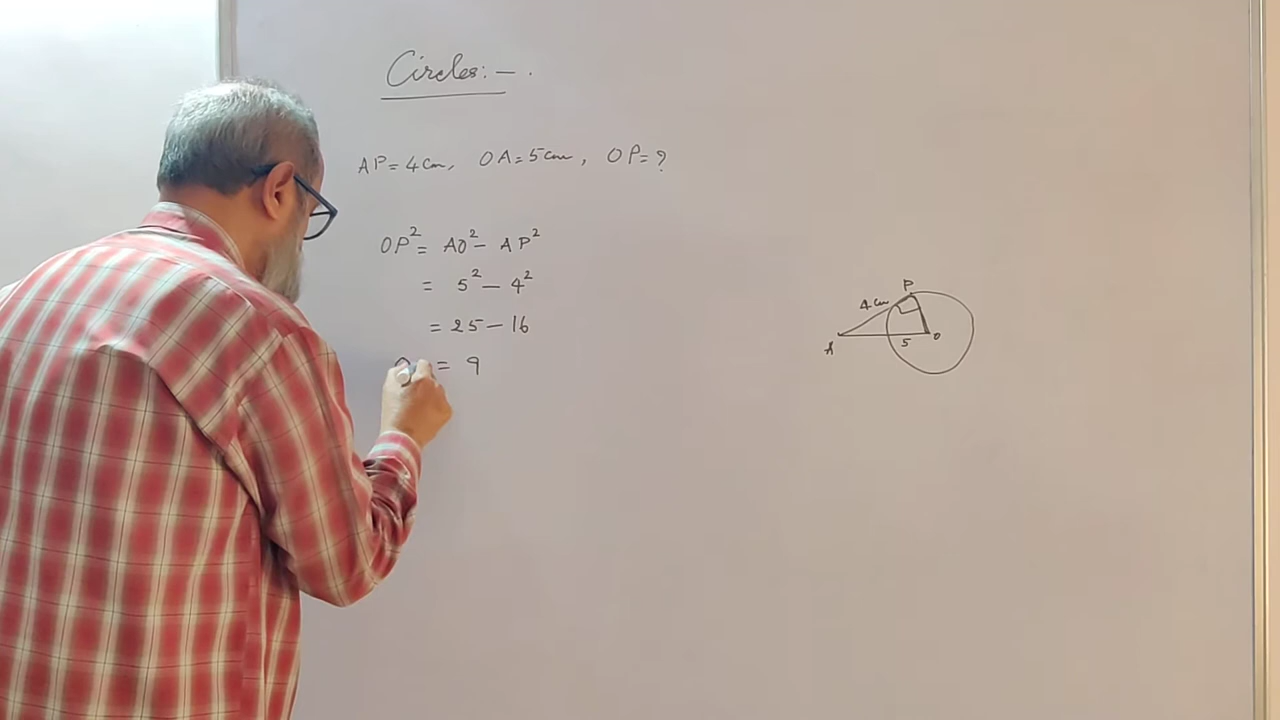 Circles:– .
AP = 4cm, OA = 5cm, OP = ?
OP² = AO² – AP²
= 5² – 4²
= 25 – 16
= 9
P
4cm
A
5
O